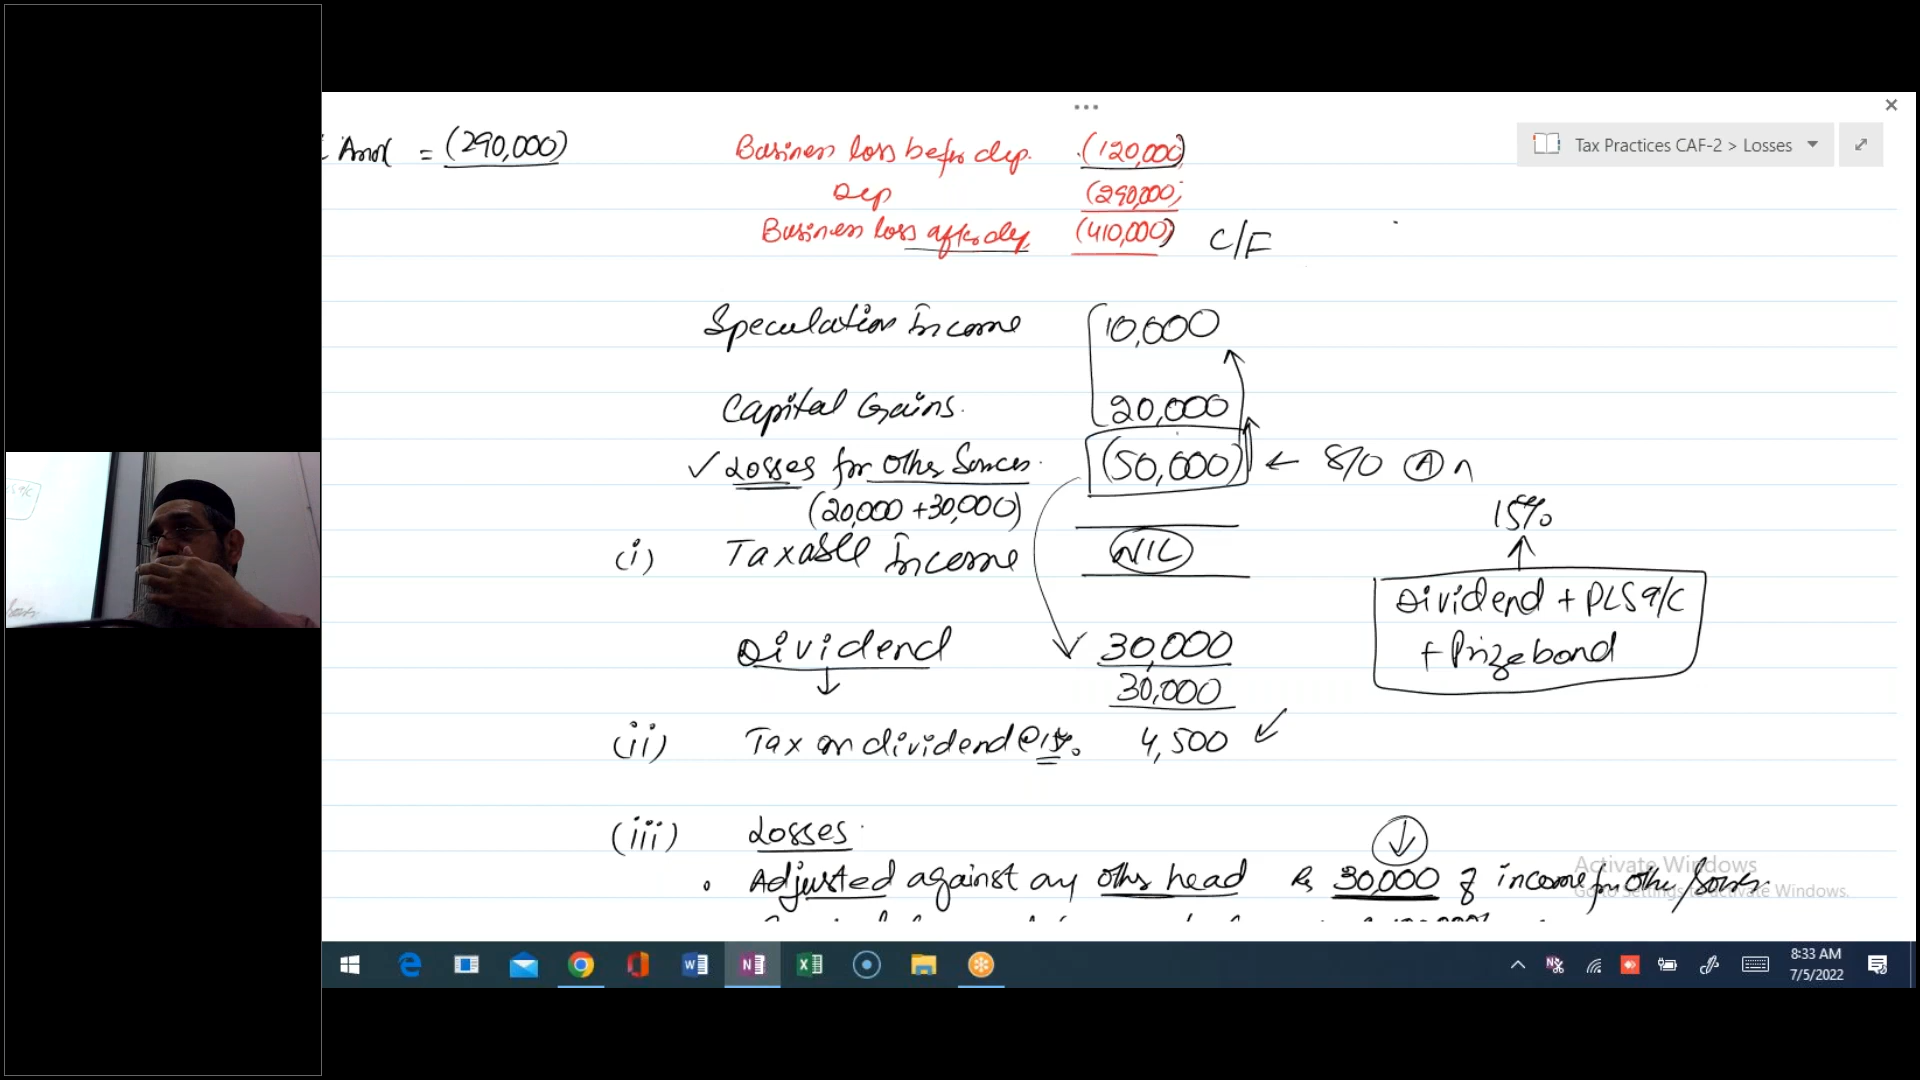 Tax Practices CAF-2 > Losses
= (290,000)
Business loss before dep. (120,000)
Dep (290,000)
Business loss after dep. (410,000) C/F
Speculation income 10,000
Capital Gains. 20,000
✓ Losses for Other Sources. (50,000) ← S/O A
(20,000 + 30,000)
(i) Taxable income NIL
15%
Dividend + PLS a/c
+ Prizebond
Dividend 30,000
30,000
(ii) Tax on dividend @ 15%. 4,500
(iii) Losses.
• Adjusted against any other head Rs 30,000 of income from other Sources
Activate Windows
Go to Settings to activate Windows.
8:33 AM
7/5/2022